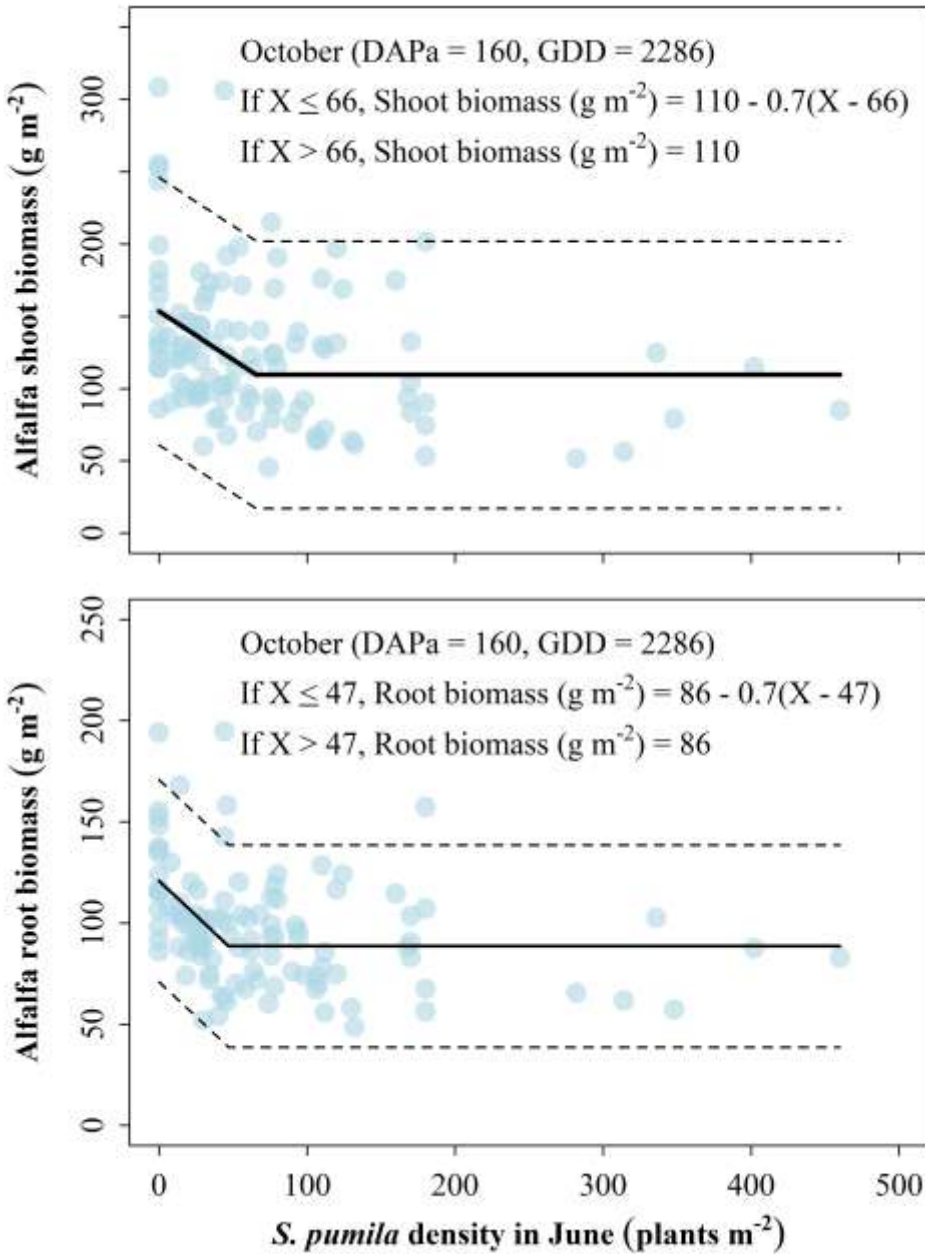 October (DAPa = 160, GDD = 2286)
If X ≤ 66, Shoot biomass (g m⁻²) = 110 - 0.7(X - 66)
If X > 66, Shoot biomass (g m⁻²) = 110
Alfalfa shoot biomass (g m⁻²)
300
200
100
50
0
October (DAPa = 160, GDD = 2286)
If X ≤ 47, Root biomass (g m⁻²) = 86 - 0.7(X - 47)
If X > 47, Root biomass (g m⁻²) = 86
Alfalfa root biomass (g m⁻²)
250
200
150
100
50
0
0 100 200 300 400 500
S. pumila density in June (plants m⁻²)